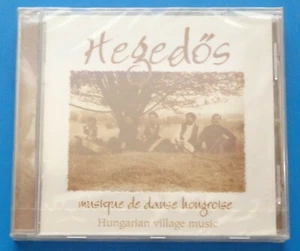 Hegedős
musique de danse hongroise
Hungarian village music